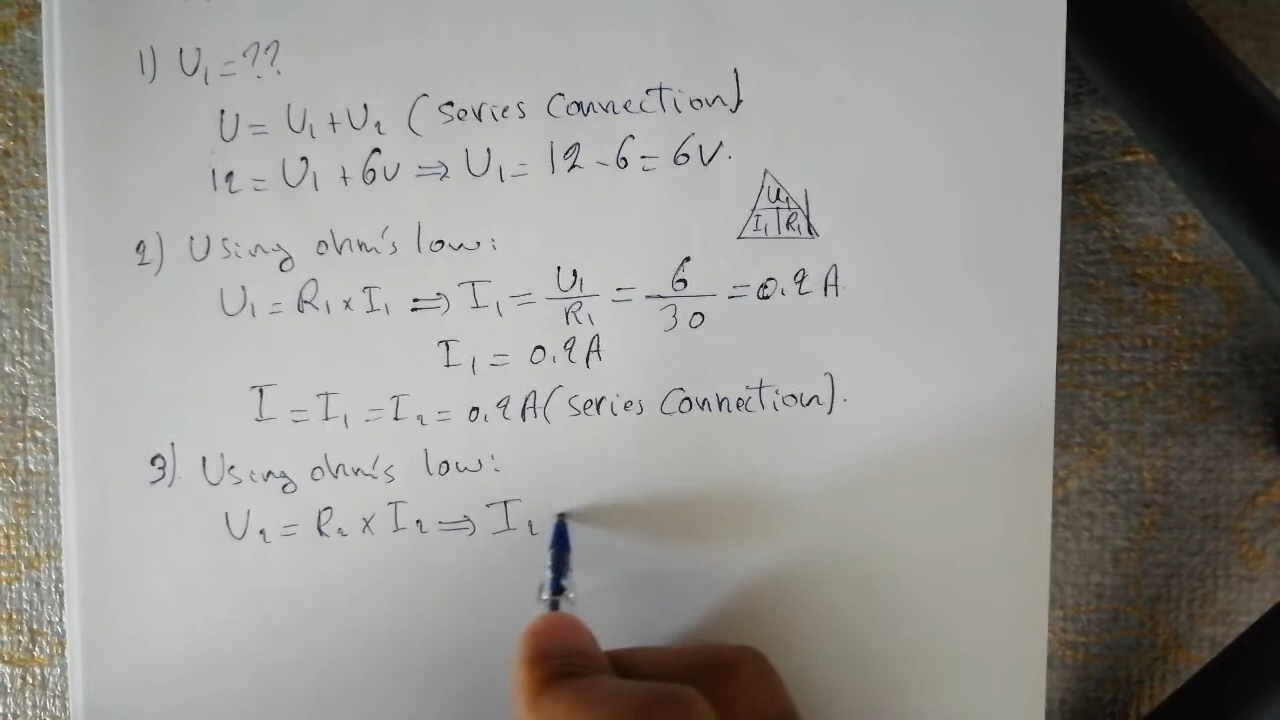 1) U₁=??
U = U₁+U₂ (Series Connection)
12 = U₁ + 6V ⇒ U₁ = 12 - 6 = 6V.
U₁
I₁ | R₁
2) Using ohm's low:
U₁ = R₁ × I₁ ⇒ I₁ = U₁/R₁ = 6/30 = 0.2 A
I₁ = 0.2A
I = I₁ = I₂ = 0.2A (Series Connection).
3) Using ohm's low:
U₂ = R₂ × I₂ ⇒ I₂